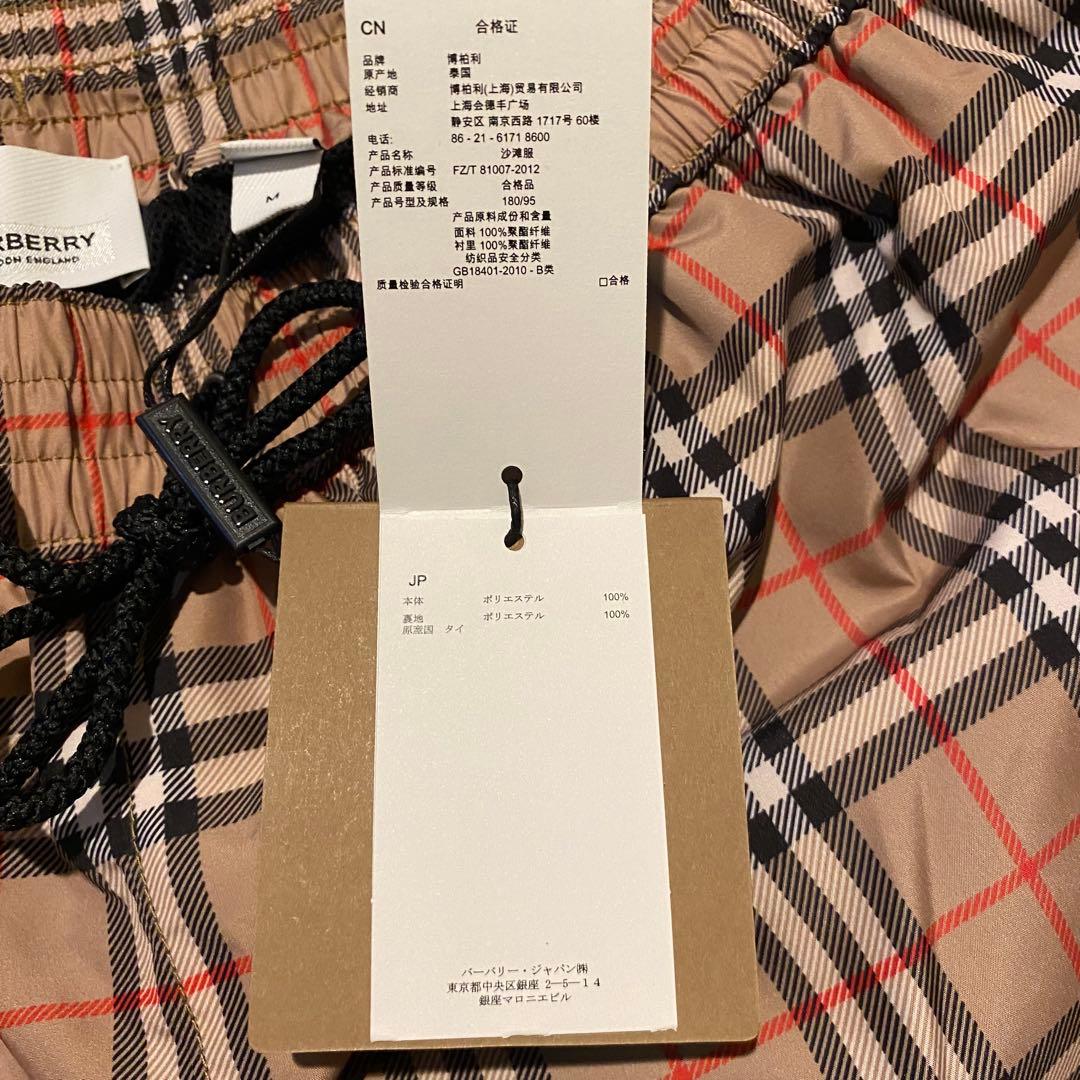 CN 合格证
品牌 博柏利
原产地 泰国
经销商 博柏利(上海)贸易有限公司
地址 上海会德丰广场
静安区 南京西路 1717号 60楼
电话: 86 - 21 - 6171 8600
产品名称 沙滩服
产品标准编号 FZ/T 81007-2012
产品质量等级 合格品
产品号型及规格 180/95
产品原料成份和含量
面料 100%聚酯纤维
衬里 100%聚酯纤维
纺织品安全分类
GB18401-2010 - B类
质量检验合格证明 □合格
RBERRY
DON ENGLAND
M
BURBERRY
JP
本体 ポリエステル 100%
裏地 ポリエステル 100%
原産国 タイ
バーバリー・ジャパン㈱
東京都中央区銀座 2—5—14
銀座マロニエビル